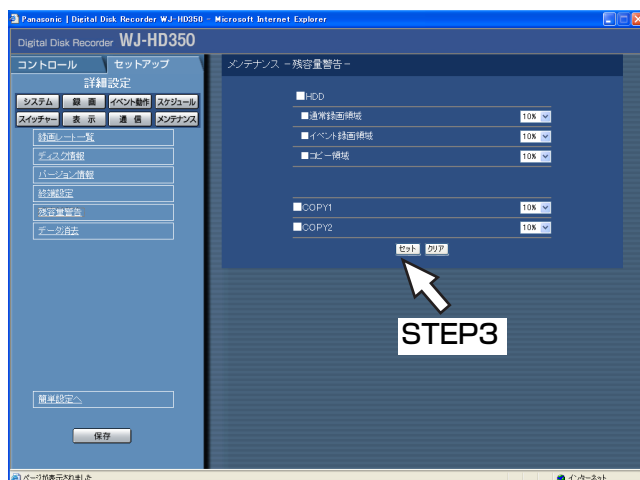 Panasonic | Digital Disk Recorder WJ-HD350 - Microsoft Internet Explorer
Digital Disk Recorder WJ-HD350
コントロール セットアップ
詳細設定
システム 録画 イベント動作 スケジュール
スイッチャー 表示 通信 メンテナンス
録画レート一覧
ディスク情報
バージョン情報
終端設定
残容量警告
データ消去
簡単設定へ
保存
メンテナンス －残容量警告－
HDD
■通常録画領域 10%
■イベント録画領域 10%
■コピー領域 10%
COPY1 10%
COPY2 10%
セット クリア
STEP3
ページが表示されました インターネット